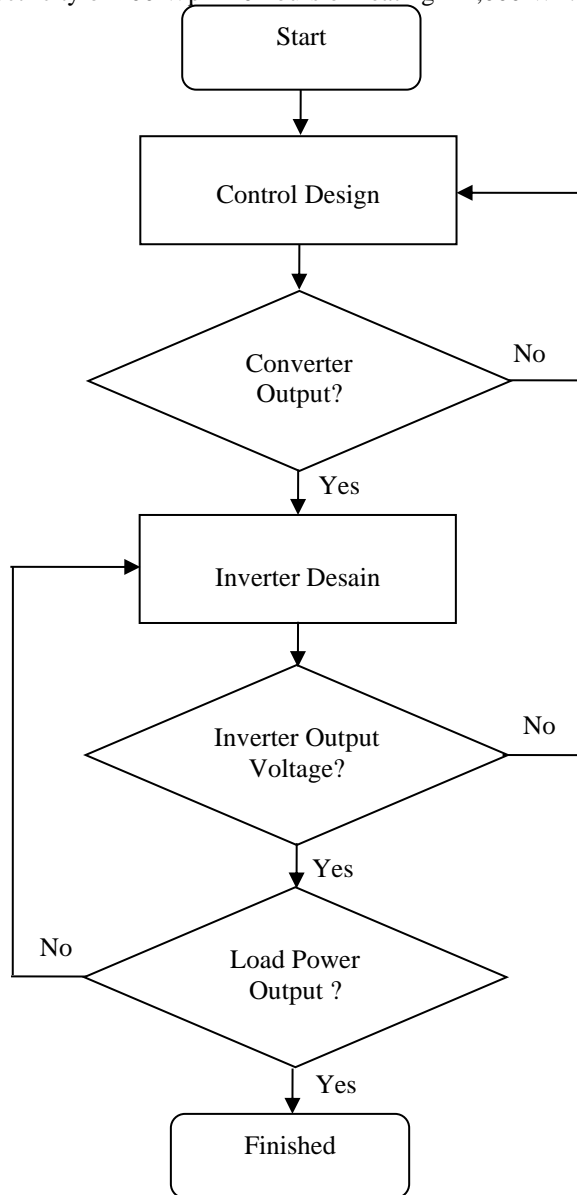 Start
Control Design
Converter
Output?
No
Yes
Inverter Desain
Inverter Output
Voltage?
No
Yes
Load Power
Output ?
No
Yes
Finished